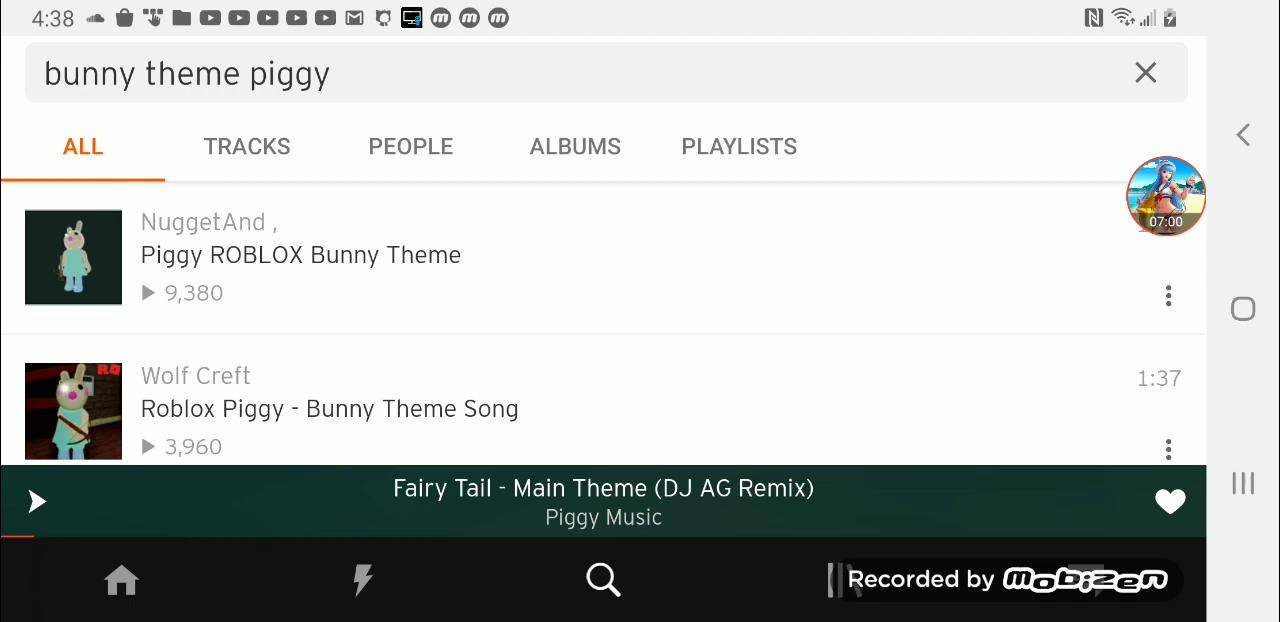 4:38
bunny theme piggy
ALL TRACKS PEOPLE ALBUMS PLAYLISTS
07:00
NuggetAnd ,
Piggy ROBLOX Bunny Theme
9,380
Wolf Creft
1:37
Roblox Piggy - Bunny Theme Song
3,960
Fairy Tail - Main Theme (DJ AG Remix)
Piggy Music
Recorded by mobizen